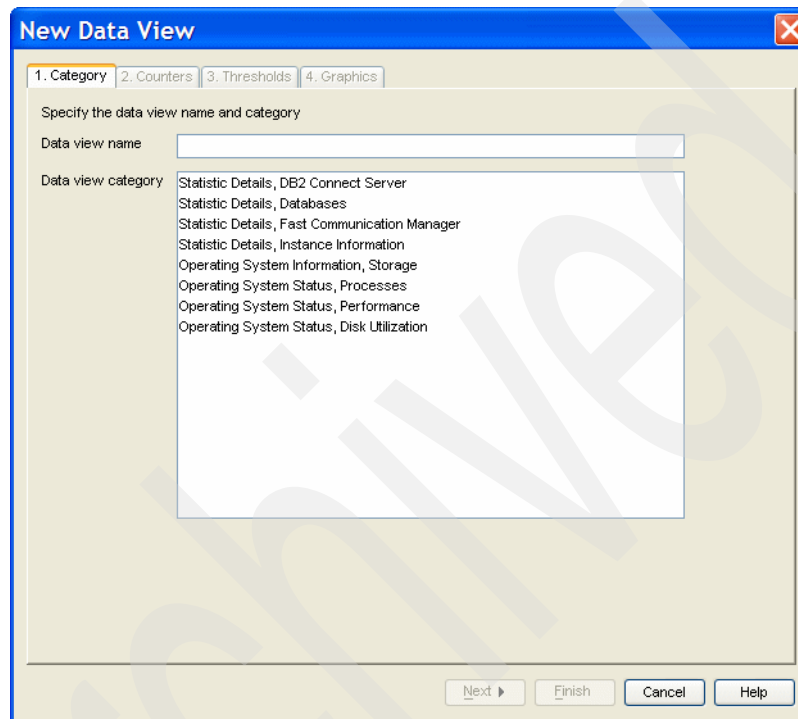 New Data View
1. Category 2. Counters 3. Thresholds 4. Graphics
Specify the data view name and category
Data view name
Data view category
Statistic Details, DB2 Connect Server
Statistic Details, Databases
Statistic Details, Fast Communication Manager
Statistic Details, Instance Information
Operating System Information, Storage
Operating System Status, Processes
Operating System Status, Performance
Operating System Status, Disk Utilization
Next Finish Cancel Help
chived